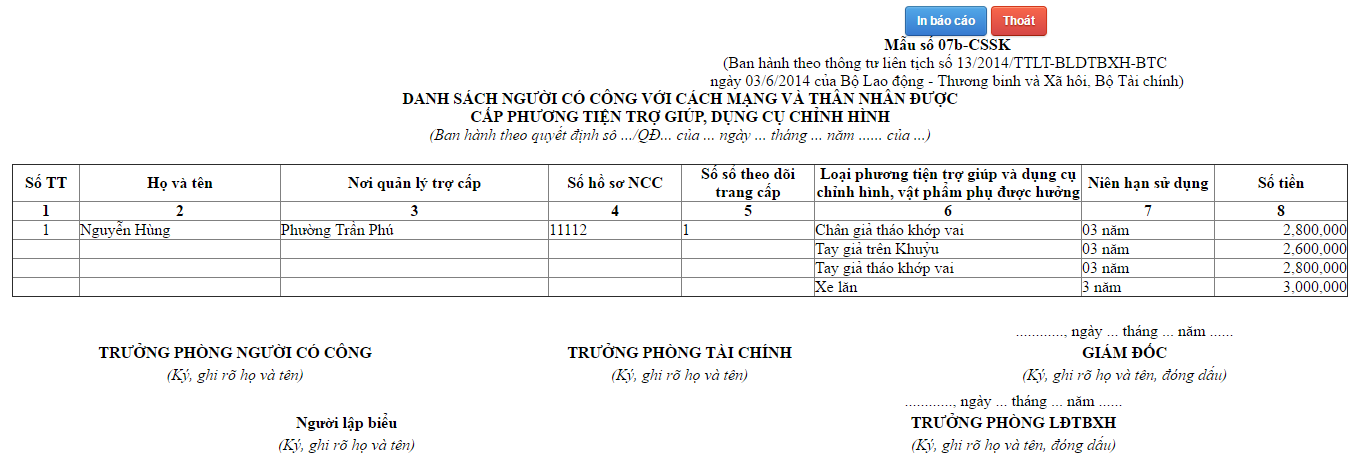 In báo cáo Thoát
Mẫu số 07b-CSSK
(Ban hành theo thông tư liên tịch số 13/2014/TTLT-BLDTBXH-BTC
ngày 03/6/2014 của Bộ Lao động - Thương binh và Xã hội, Bộ Tài chính)
DANH SÁCH NGƯỜI CÓ CÔNG VỚI CÁCH MẠNG VÀ THÂN NHÂN ĐƯỢC
CẤP PHƯƠNG TIỆN TRỢ GIÚP, DỤNG CỤ CHỈNH HÌNH
(Ban hành theo quyết định số .../QĐ... của ... ngày ... tháng ... năm ...... của ...)
Số TT Họ và tên Nơi quản lý trợ cấp Số hồ sơ NCC Số sổ theo dõi trang cấp Loại phương tiện trợ giúp và dụng cụ chỉnh hình, vật phẩm phụ được hưởng Niên hạn sử dụng Số tiền
1 2 3 4 5 6 7 8
1 Nguyễn Hùng Phường Trần Phú 11112 1 Chân giả tháo khớp vai 03 năm 2,800,000
Tay giả trên Khuỷu 03 năm 2,600,000
Tay giả tháo khớp vai 03 năm 2,800,000
Xe lăn 3 năm 3,000,000
............, ngày ... tháng ... năm ......
TRƯỞNG PHÒNG NGƯỜI CÓ CÔNG TRƯỞNG PHÒNG TÀI CHÍNH GIÁM ĐỐC
(Ký, ghi rõ họ và tên) (Ký, ghi rõ họ và tên) (Ký, ghi rõ họ và tên, đóng dấu)
............, ngày ... tháng ... năm ......
Người lập biểu TRƯỞNG PHÒNG LĐTBXH
(Ký, ghi rõ họ và tên) (Ký, ghi rõ họ và tên, đóng dấu)